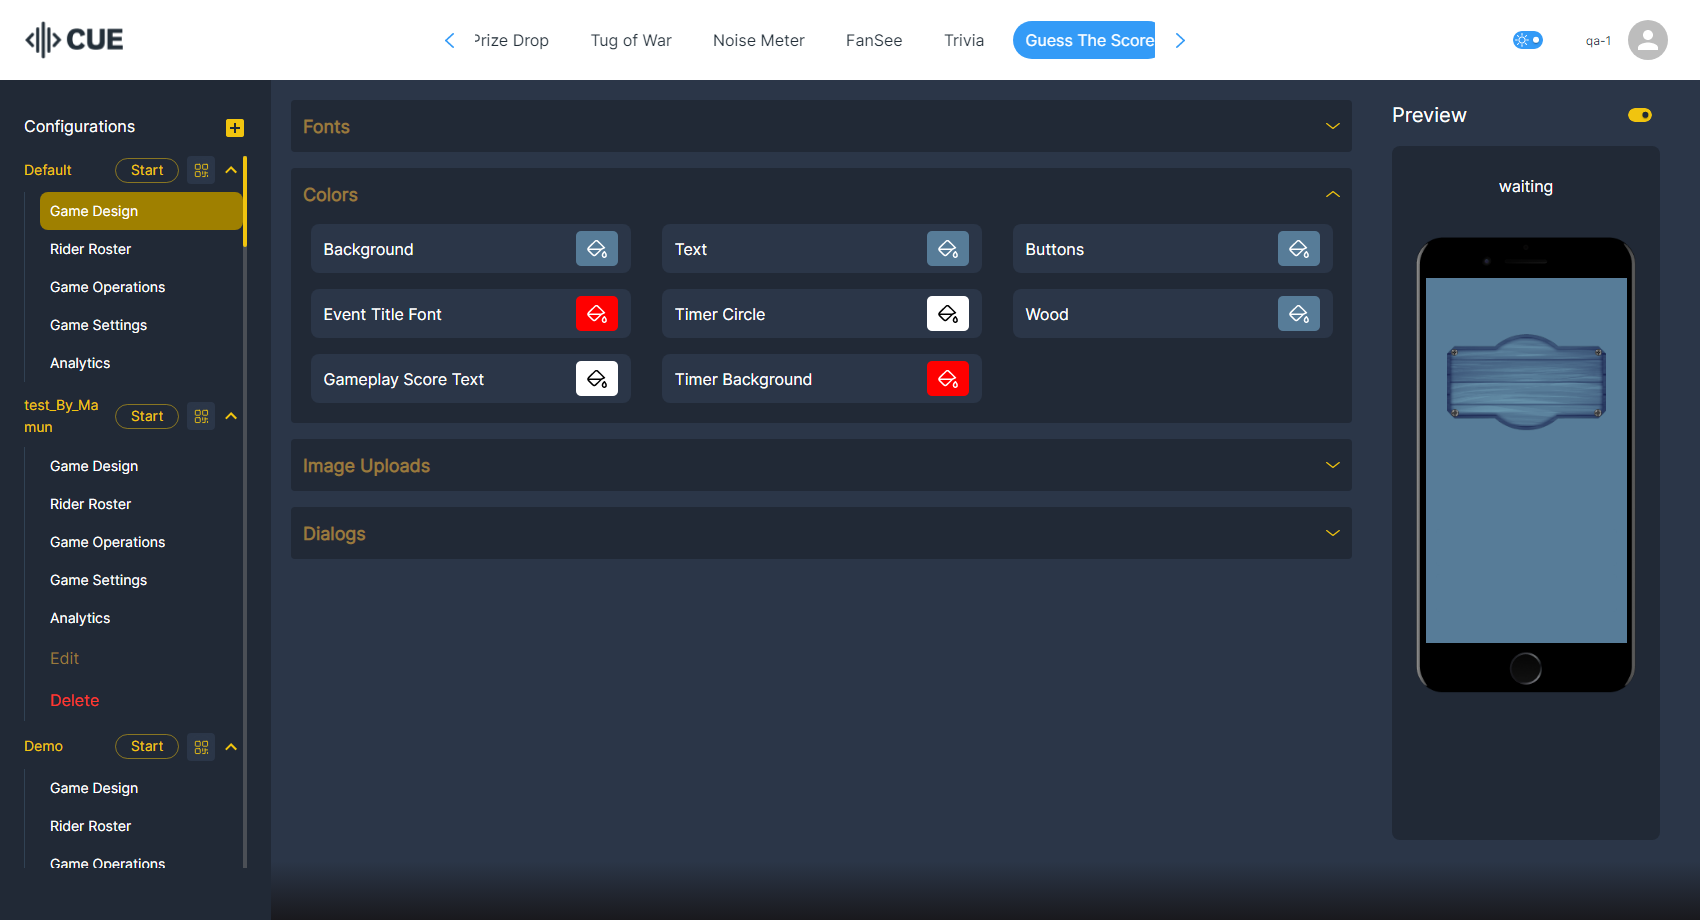 CUE
Prize Drop
Tug of War
Noise Meter
FanSee
Trivia
Guess The Score
qa-1
Configurations
Default
Start
Game Design
Rider Roster
Game Operations
Game Settings
Analytics
test_By_Ma
mun
Start
Game Design
Rider Roster
Game Operations
Game Settings
Analytics
Edit
Delete
Demo
Start
Game Design
Rider Roster
Game Operations
Fonts
Colors
Background
Text
Buttons
Event Title Font
Timer Circle
Wood
Gameplay Score Text
Timer Background
Image Uploads
Dialogs
Preview
waiting